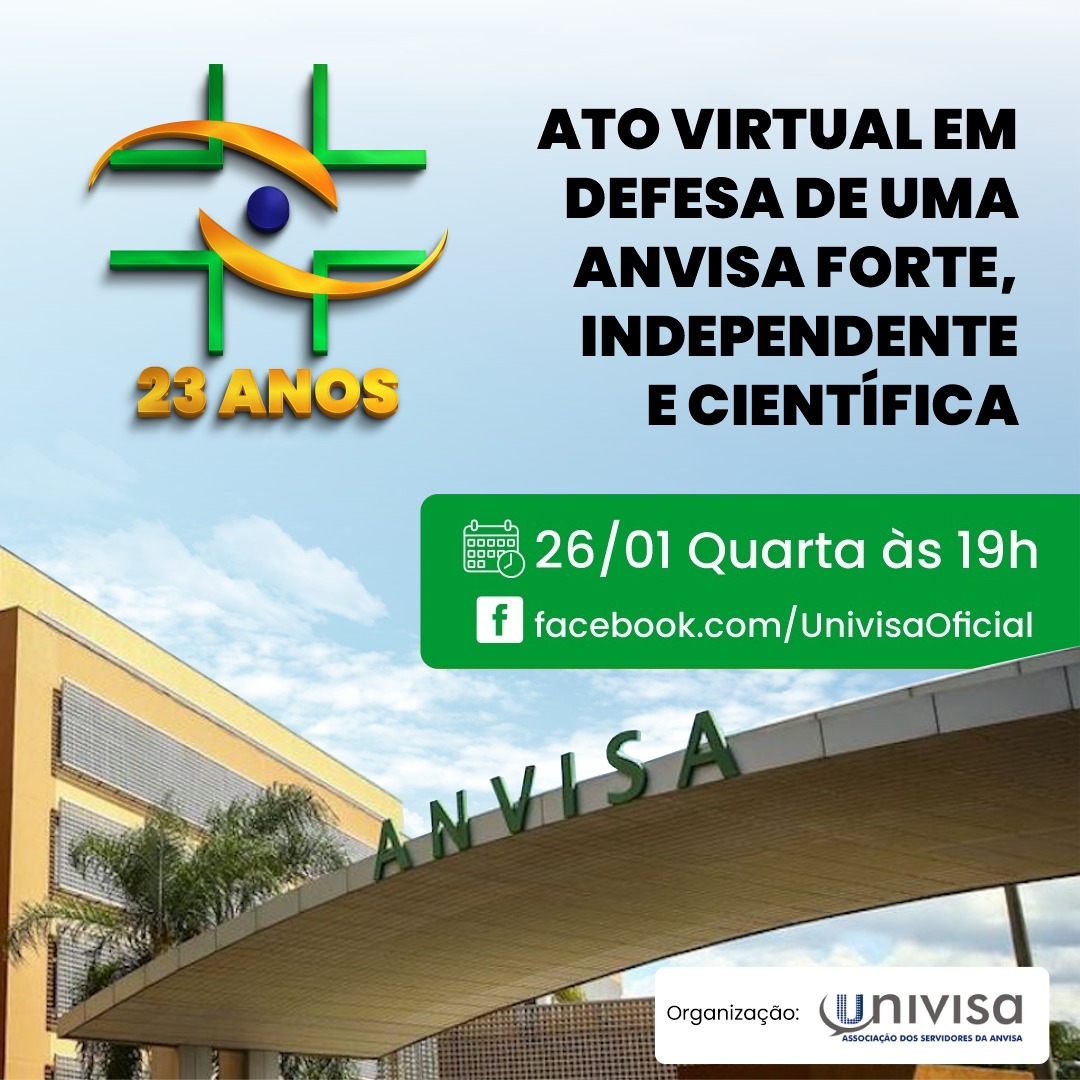 23 ANOS
ATO VIRTUAL EM
DEFESA DE UMA
ANVISA FORTE,
INDEPENDENTE
E CIENTÍFICA
26/01 Quarta às 19h
facebook.com/UnivisaOficial
ANVISA
Organização:
univisa
ASSOCIAÇÃO DOS SERVIDORES DA ANVISA